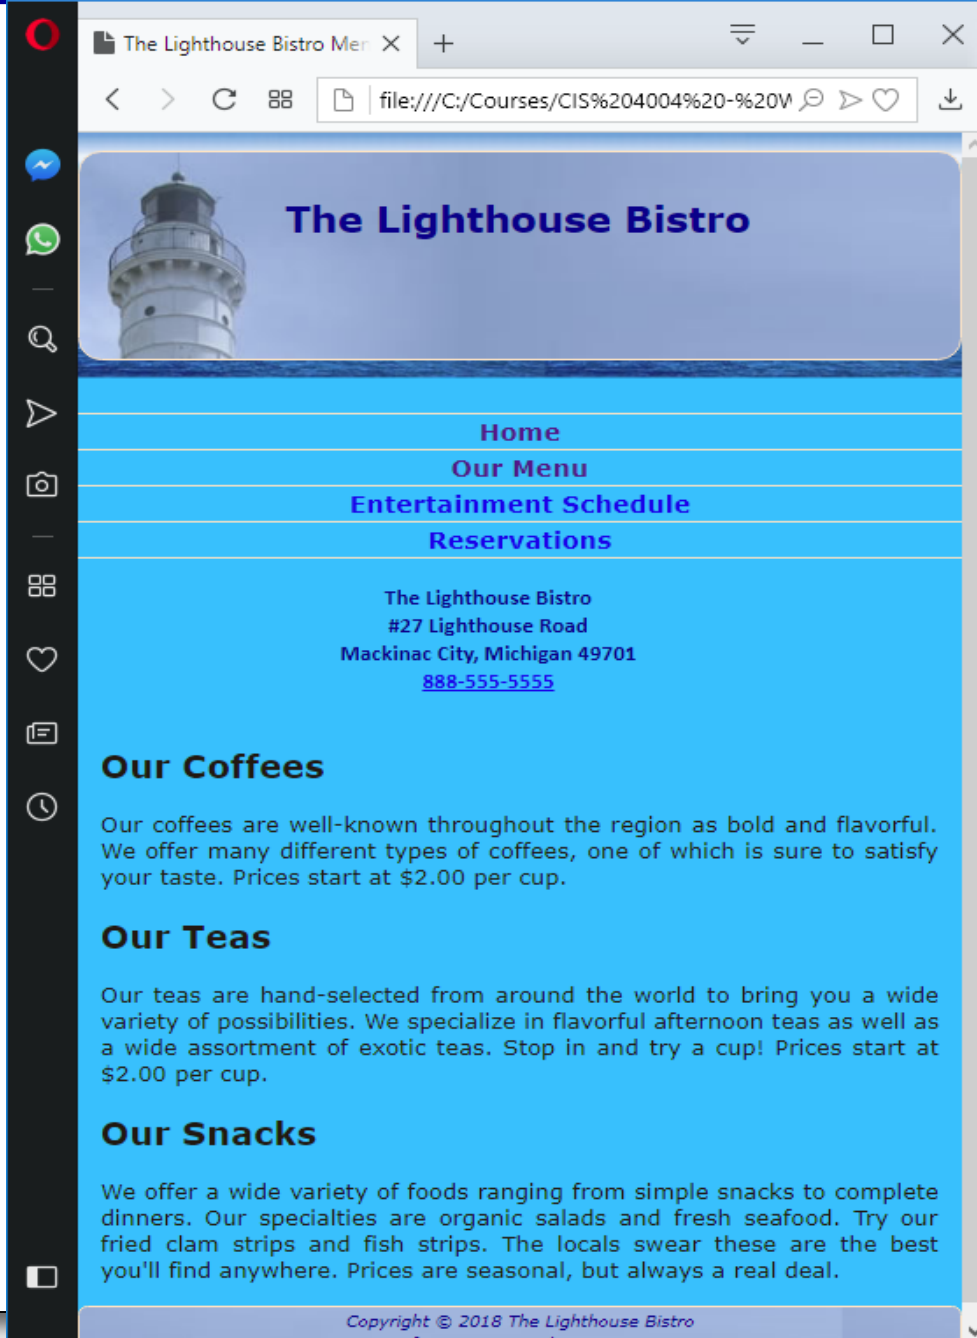 The Lighthouse Bistro Men
file:///C:/Courses/CIS%204004%20-%20W
The Lighthouse Bistro
Home
Our Menu
Entertainment Schedule
Reservations
The Lighthouse Bistro
#27 Lighthouse Road
Mackinac City, Michigan 49701
888-555-5555
Our Coffees
Our coffees are well-known throughout the region as bold and flavorful.
We offer many different types of coffees, one of which is sure to satisfy
your taste. Prices start at $2.00 per cup.
Our Teas
Our teas are hand-selected from around the world to bring you a wide
variety of possibilities. We specialize in flavorful afternoon teas as well as
a wide assortment of exotic teas. Stop in and try a cup! Prices start at
$2.00 per cup.
Our Snacks
We offer a wide variety of foods ranging from simple snacks to complete
dinners. Our specialties are organic salads and fresh seafood. Try our
fried clam strips and fish strips. The locals swear these are the best
you'll find anywhere. Prices are seasonal, but always a real deal.
Copyright © 2018 The Lighthouse Bistro